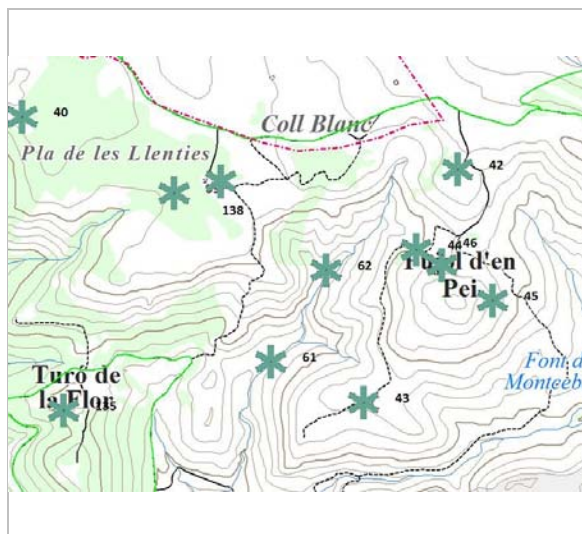 40
Coll Blanc
Pla de les Llenties
42
138
44 46
d'en
Pei
62
45
Font d
Montceb
61
Turó de
la Flor
43